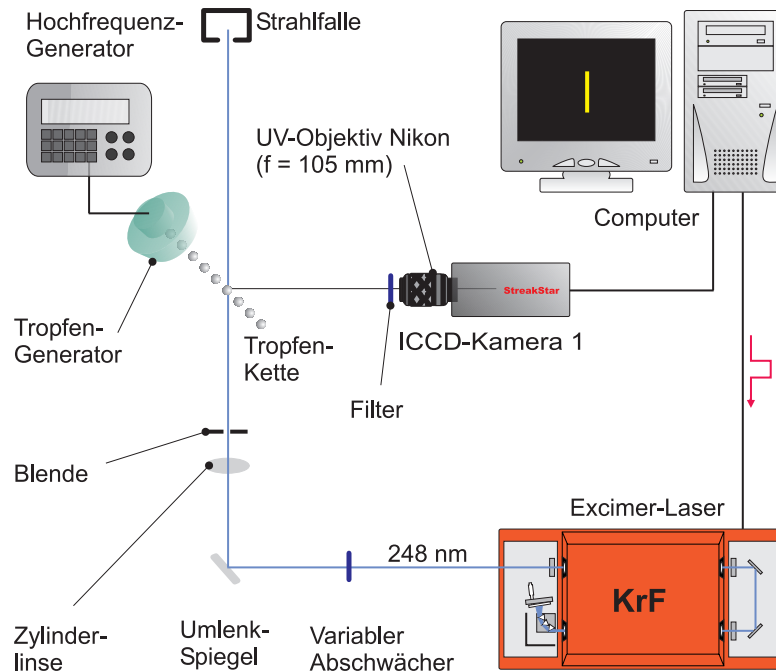 Hochfrequenz-
Generator
Strahlfalle
UV-Objektiv Nikon
(f = 105 mm)
Computer
StreakStar
ICCD-Kamera 1
Tropfen-
Generator
Tropfen-
Kette
Filter
Blende
Excimer-Laser
248 nm
KrF
Zylinder-
linse
Umlenk-
Spiegel
Variabler
Abschwächer